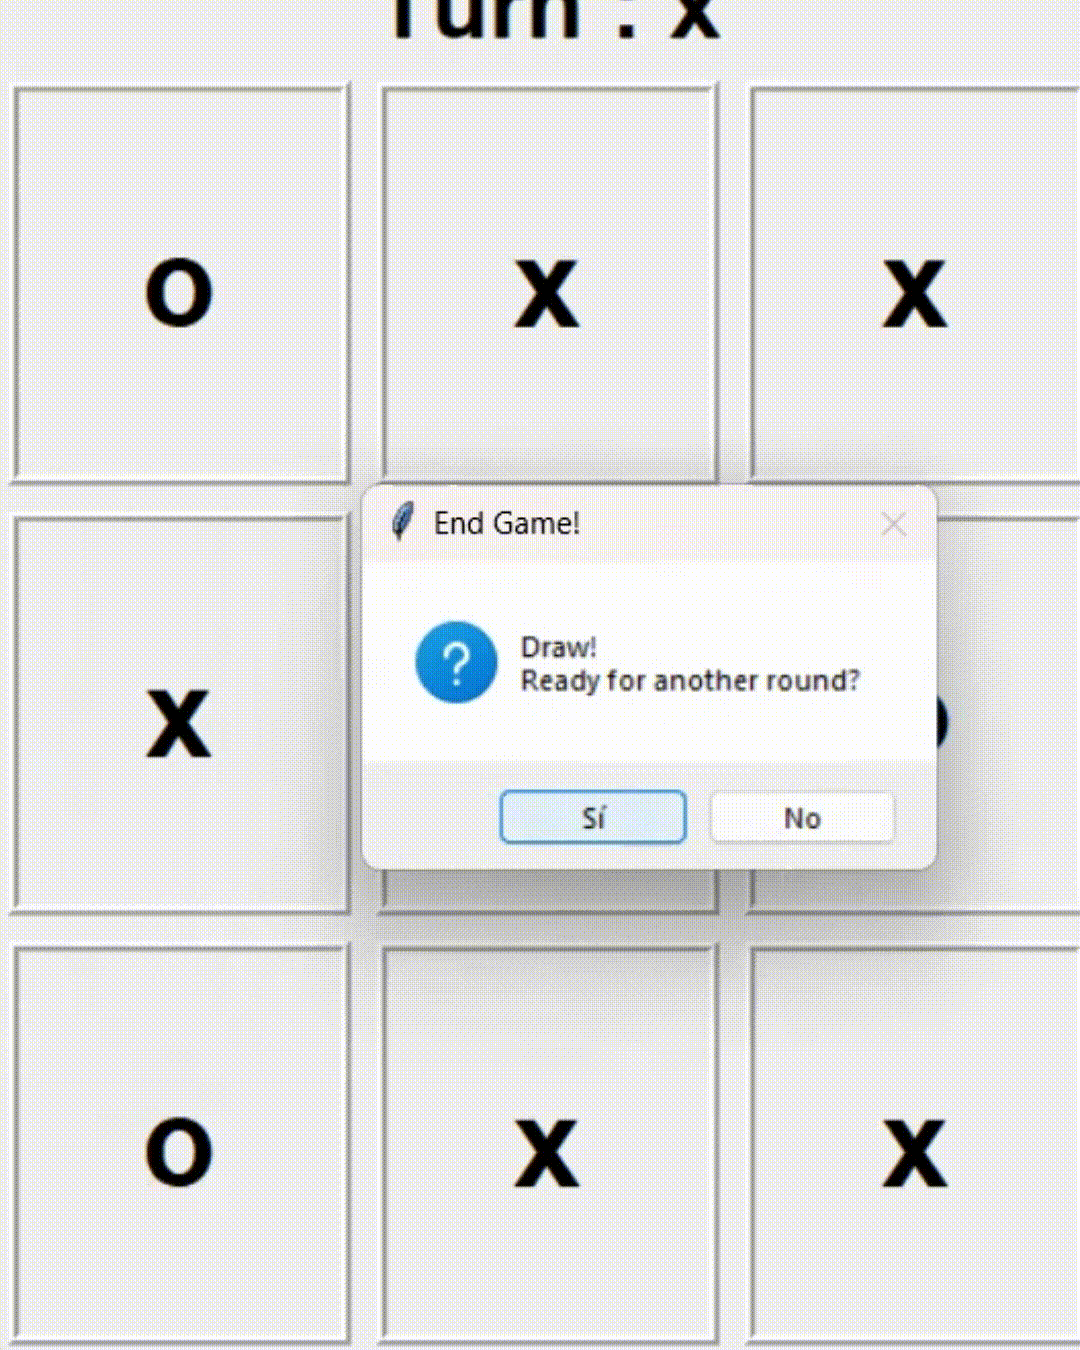 Turn : x
O X X
End Game!
Draw!
Ready for another round?
X
Sí No
O X X